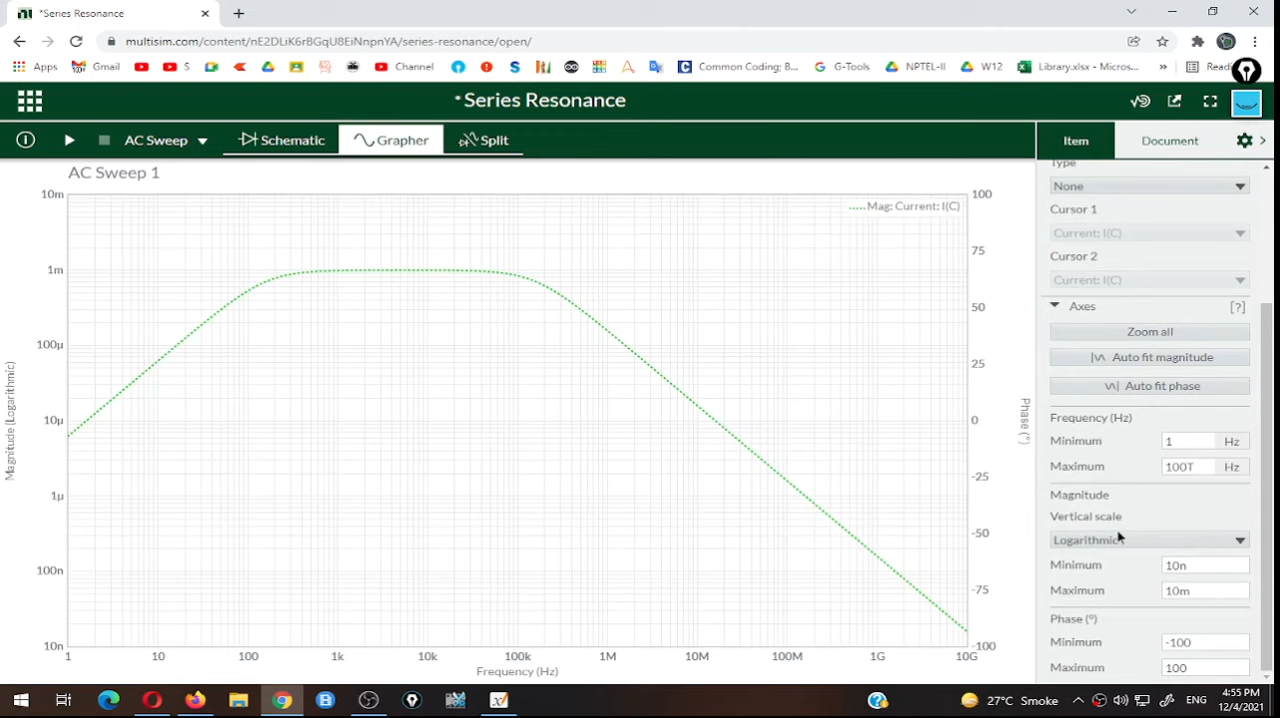 *Series Resonance
multisim.com/content/nE2DLiK6rBGqU8EiNnpnYA/series-resonance/open/
Apps Gmail S Channel Common Coding; B... G-Tools NPTEL-II W12 Library.xlsx - Micros... » Readi
*Series Resonance
AC Sweep Schematic Grapher Split Item Document
AC Sweep 1
Mag: Current: I(C)
10m
1m
100µ
10µ
1µ
100n
10n
Magnitude (Logarithmic)
100
75
50
25
0
-25
-50
-75
-100
Phase (°)
1 10 100 1k 10k 100k 1M 10M 100M 1G 10G
Frequency (Hz)
Type
None
Cursor 1
Current: I(C)
Cursor 2
Current: I(C)
Axes [?]
Zoom all
Auto fit magnitude
Auto fit phase
Frequency (Hz)
Minimum 1 Hz
Maximum 100T Hz
Magnitude
Vertical scale
Logarithmic
Minimum 10n
Maximum 10m
Phase (°)
Minimum -100
Maximum 100
27°C Smoke ENG 4:55 PM
12/4/2021